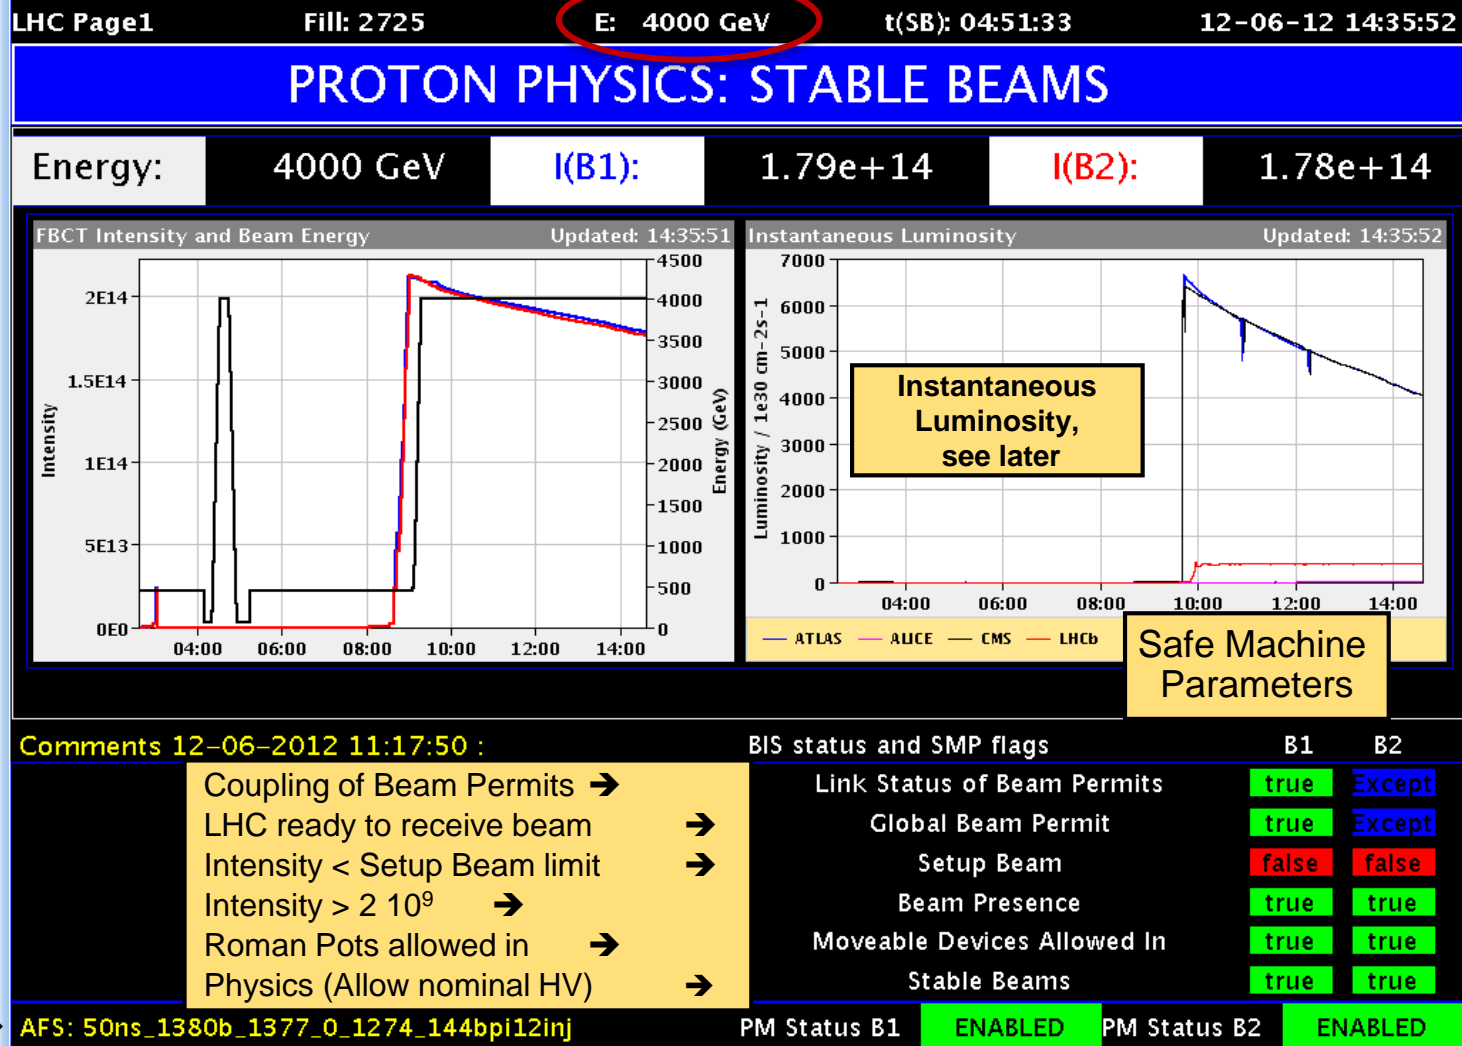 LHC Page1 Fill: 2725 E: 4000 GeV t(SB): 04:51:33 12-06-12 14:35:52
PROTON PHYSICS: STABLE BEAMS
Energy: 4000 GeV I(B1): 1.79e+14 I(B2): 1.78e+14
FBCT Intensity and Beam Energy Updated: 14:35:51
2E14
1.5E14
1E14
5E13
0E0
Intensity
4500
4000
3500
3000
2500
2000
1500
1000
500
0
Energy (GeV)
04:00 06:00 08:00 10:00 12:00 14:00
Instantaneous Luminosity Updated: 14:35:52
7000
6000
5000
4000
3000
2000
1000
0
Luminosity / 1e30 cm-2s-1
Instantaneous
Luminosity,
see later
04:00 06:00 08:00 10:00 12:00 14:00
ATLAS ALICE CMS LHCb
Safe Machine
Parameters
Comments 12-06-2012 11:17:50 :
Coupling of Beam Permits ➔
LHC ready to receive beam ➔
Intensity < Setup Beam limit ➔
Intensity > 2 10⁹ ➔
Roman Pots allowed in ➔
Physics (Allow nominal HV) ➔
BIS status and SMP flags B1 B2
Link Status of Beam Permits true Except
Global Beam Permit true Except
Setup Beam false false
Beam Presence true true
Moveable Devices Allowed In true true
Stable Beams true true
AFS: 50ns_1380b_1377_0_1274_144bpi12inj PM Status B1 ENABLED PM Status B2 ENABLED